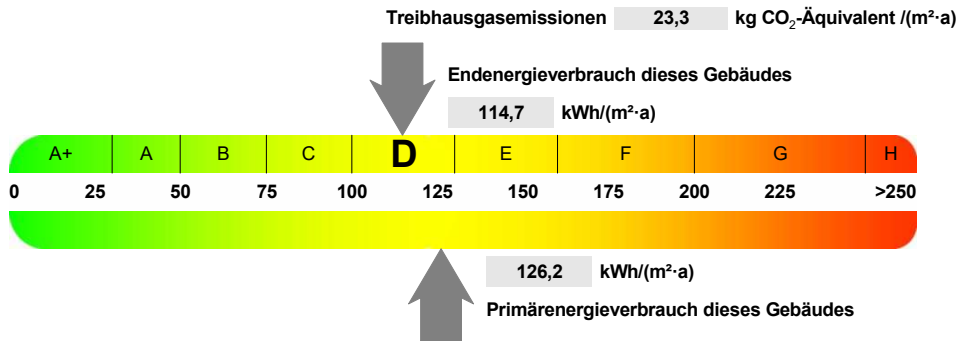 Treibhausgasemissionen 23,3 kg CO₂-Äquivalent /(m²·a)
Endenergieverbrauch dieses Gebäudes
114,7 kWh/(m²·a)
A+ A B C D E F G H
0 25 50 75 100 125 150 175 200 225 >250
126,2 kWh/(m²·a)
Primärenergieverbrauch dieses Gebäudes